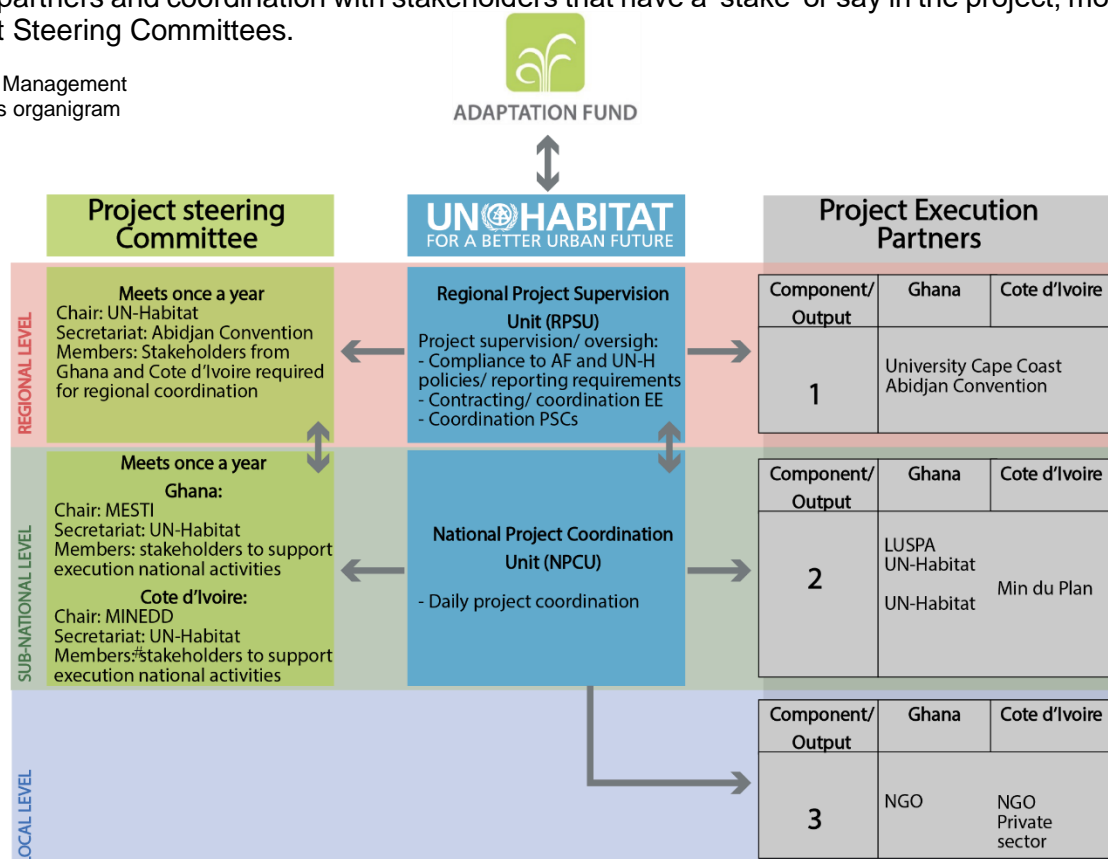 partners and coordination with stakeholders that have a 'stake' or say in the project, mo
t Steering Committees.
Management
s organigram
ADAPTATION FUND
Project steering
Committee
UN HABITAT
FOR A BETTER URBAN FUTURE
Project Execution
Partners
REGIONAL LEVEL
Meets once a year
Chair: UN-Habitat
Secretariat: Abidjan Convention
Members: Stakeholders from
Ghana and Cote d'Ivoire required
for regional coordination
Regional Project Supervision
Unit (RPSU)
Project supervision/ oversigh:
- Compliance to AF and UN-H
policies/ reporting requirements
- Contracting/ coordination EE
- Coordination PSCs
Component/
Output
Ghana
Cote d'Ivoire
1
University Cape Coast
Abidjan Convention
SUB-NATIONAL LEVEL
Meets once a year
Ghana:
Chair: MESTI
Secretariat: UN-Habitat
Members: stakeholders to support
execution national activities
Cote d'Ivoire:
Chair: MINEDD
Secretariat: UN-Habitat
Members:# stakeholders to support
execution national activities
National Project Coordination
Unit (NPCU)
- Daily project coordination
Component/
Output
Ghana
Cote d'Ivoire
2
LUSPA
UN-Habitat
UN-Habitat
Min du Plan
LOCAL LEVEL
Component/
Output
Ghana
Cote d'Ivoire
3
NGO
NGO
Private
sector